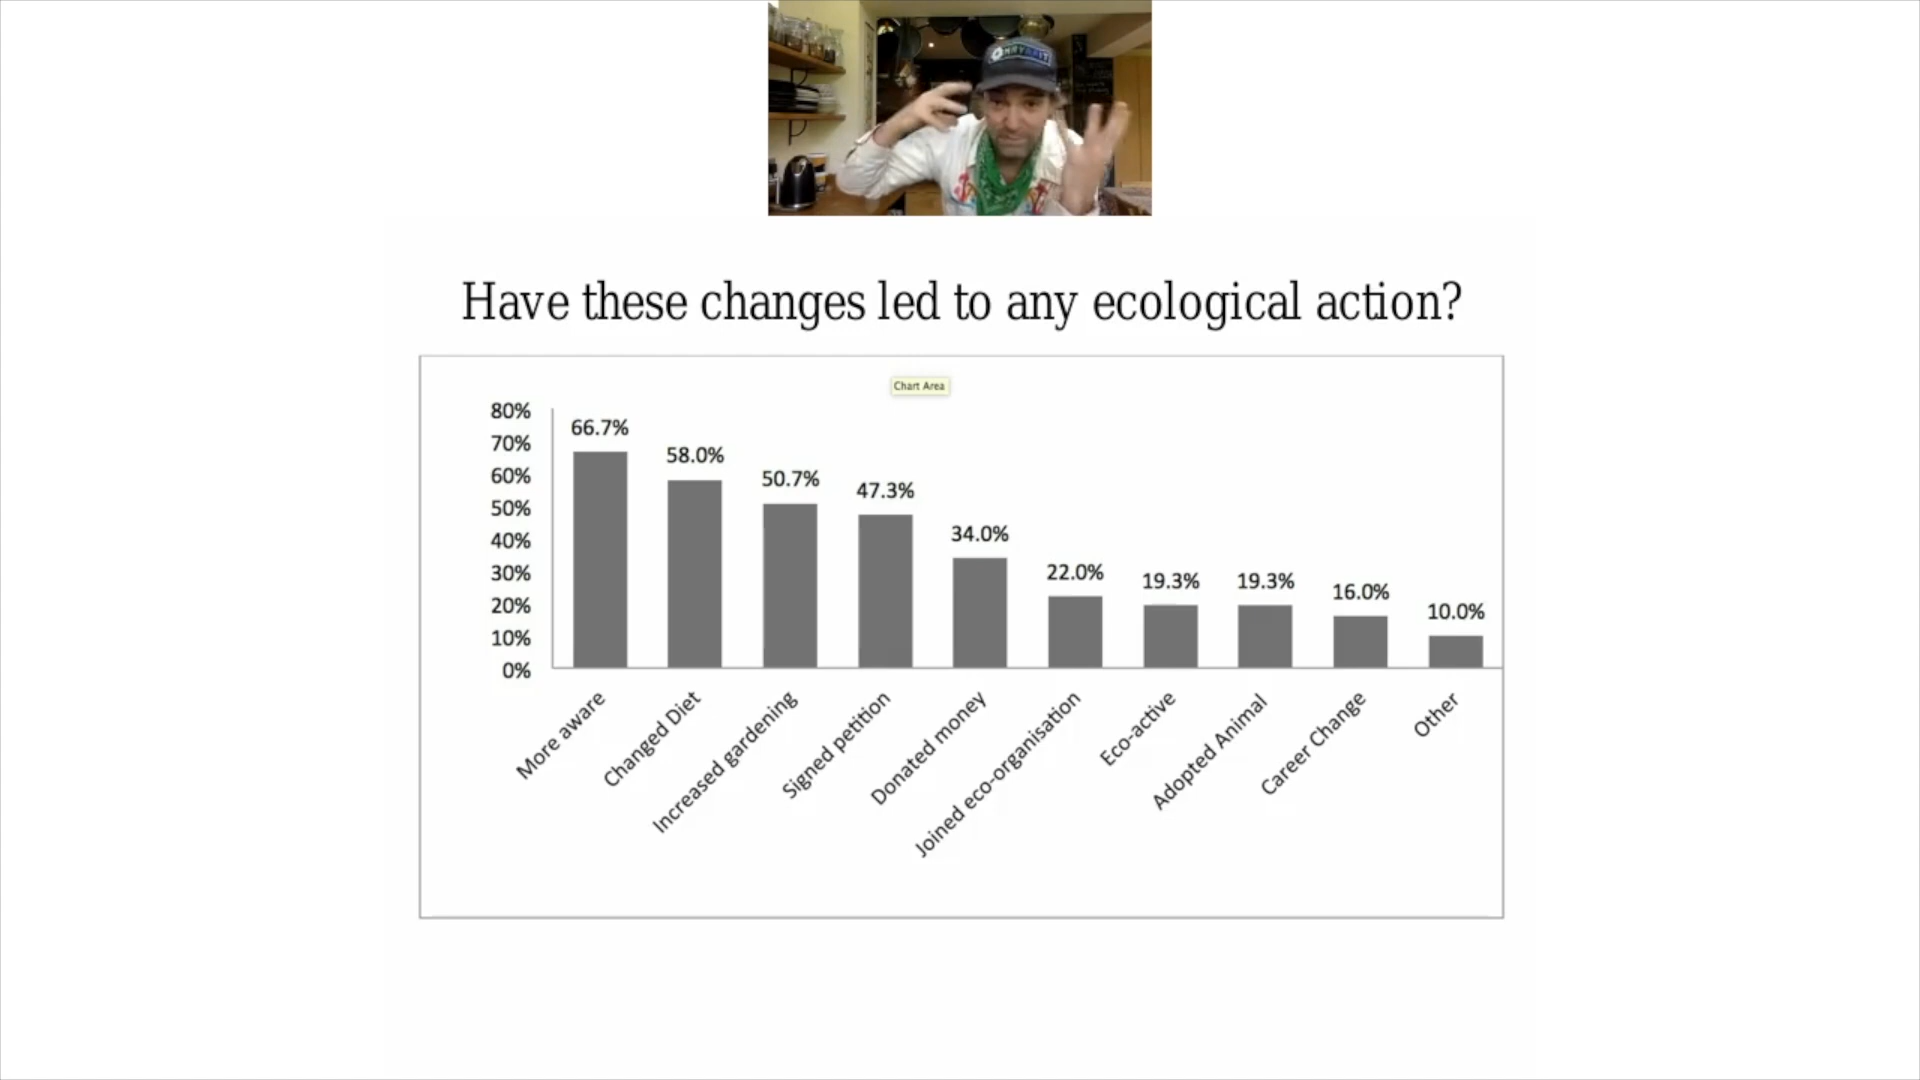 Have these changes led to any ecological action?
Chart Area
80%
70%
60%
50%
40%
30%
20%
10%
0%
66.7%
58.0%
50.7%
47.3%
34.0%
22.0%
19.3%
19.3%
16.0%
10.0%
More aware
Changed Diet
Increased gardening
Signed petition
Donated money
Joined eco-organisation
Eco-active
Adopted Animal
Career Change
Other